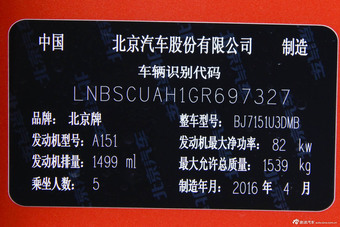 中国 北京汽车股份有限公司 制造
车辆识别代码
LNBSCUAH1GR697327
品牌: 北京牌 整车型号: BJ7151U3DMB
发动机型号: A151 发动机最大净功率: 82 kw
发动机排量: 1499 ml 最大允许总质量: 1539 kg
乘坐人数: 5 制造年月: 2016 年 4 月